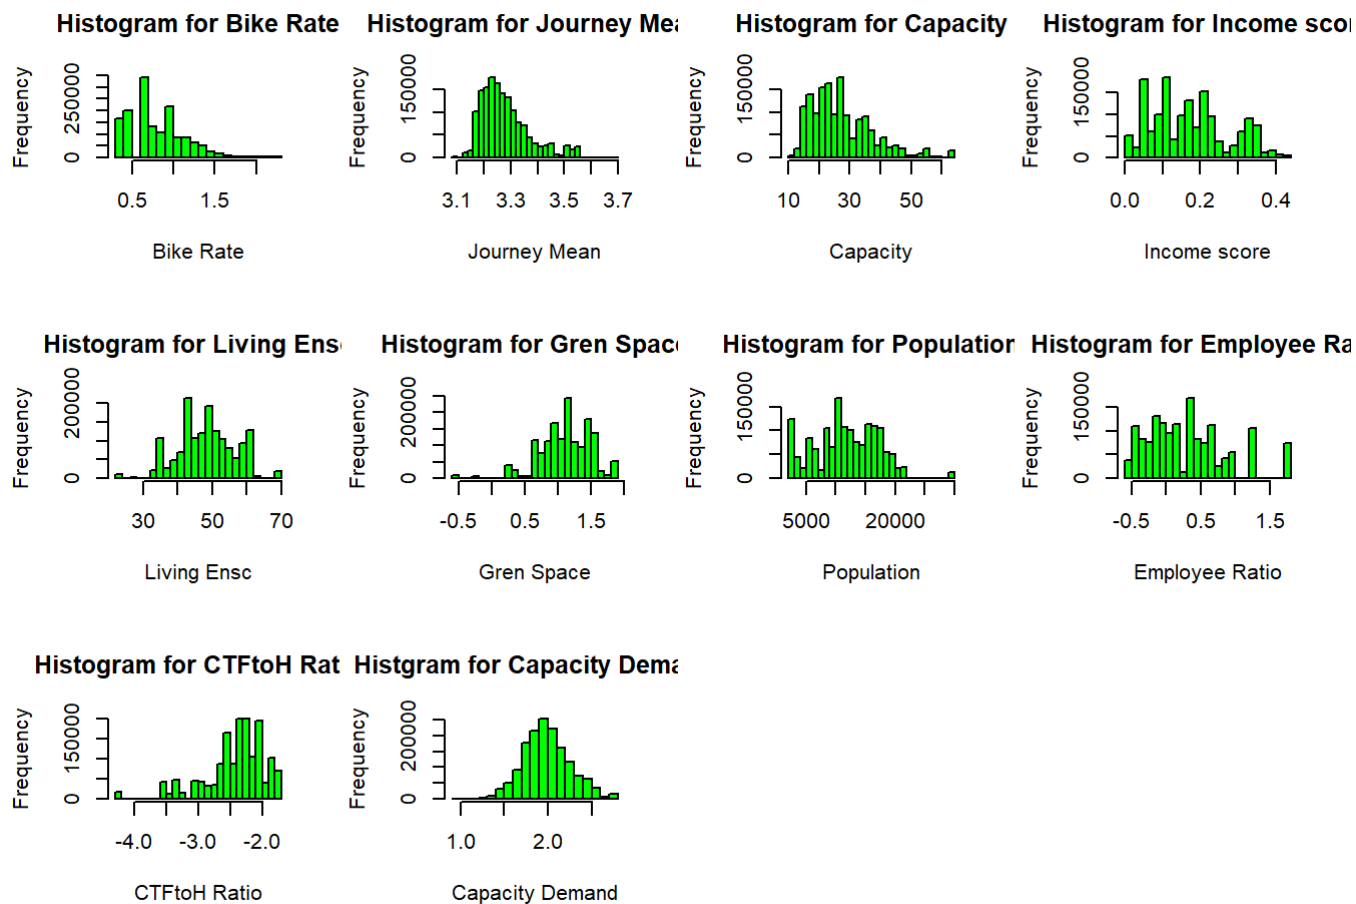 Histogram for Bike Rate
Frequency
0
250000
0.5
1.5
Bike Rate
Histogram for Journey Mea
Frequency
0
150000
3.1
3.3
3.5
3.7
Journey Mean
Histogram for Capacity
Frequency
0
150000
10
30
50
Capacity
Histogram for Income scor
Frequency
0
150000
0.0
0.2
0.4
Income score
Histogram for Living Ens
Frequency
0
200000
30
50
70
Living Ensc
Histogram for Gren Space
Frequency
0
200000
-0.5
0.5
1.5
Gren Space
Histogram for Population
Frequency
0
150000
5000
20000
Population
Histogram for Employee Ra
Frequency
0
150000
-0.5
0.5
1.5
Employee Ratio
Histogram for CTFtoH Rat
Frequency
0
150000
-4.0
-3.0
-2.0
CTFtoH Ratio
Histgram for Capacity Dema
Frequency
0
200000
1.0
2.0
Capacity Demand